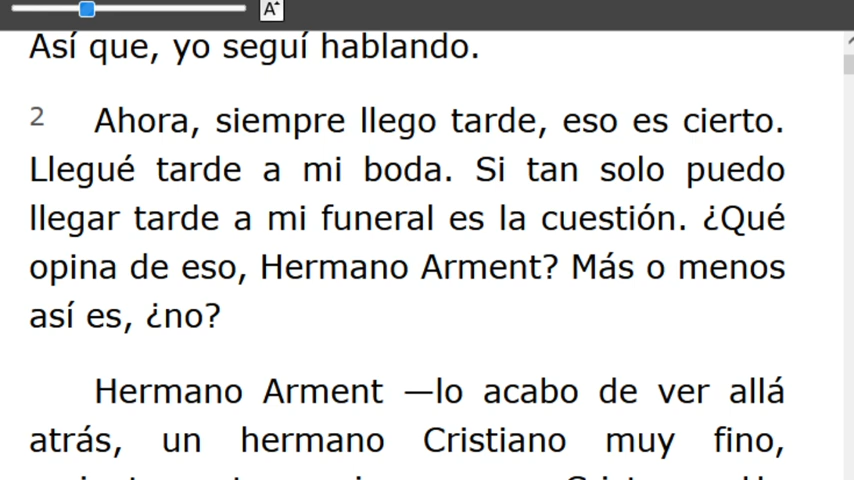 A
Así que, yo seguí hablando.
2 Ahora, siempre llego tarde, eso es cierto.
Llegué tarde a mi boda. Si tan solo puedo
llegar tarde a mi funeral es la cuestión. ¿Qué
opina de eso, Hermano Arment? Más o menos
así es, ¿no?
Hermano Arment —lo acabo de ver allá
atrás, un hermano Cristiano muy fino,